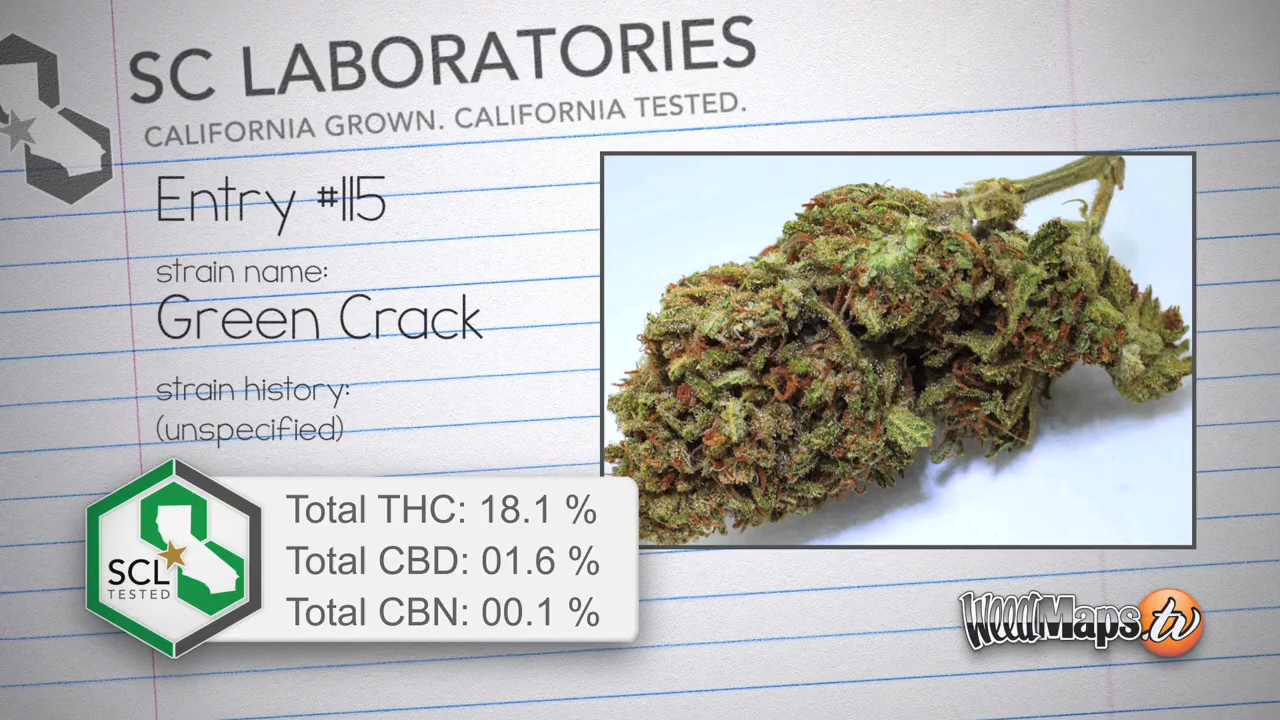 SC LABORATORIES
CALIFORNIA GROWN. CALIFORNIA TESTED.
Entry #115
strain name:
Green Crack
strain history:
(unspecified)
Total THC: 18.1 %
Total CBD: 01.6 %
Total CBN: 00.1 %
SCL
TESTED
WeedMaps.tv